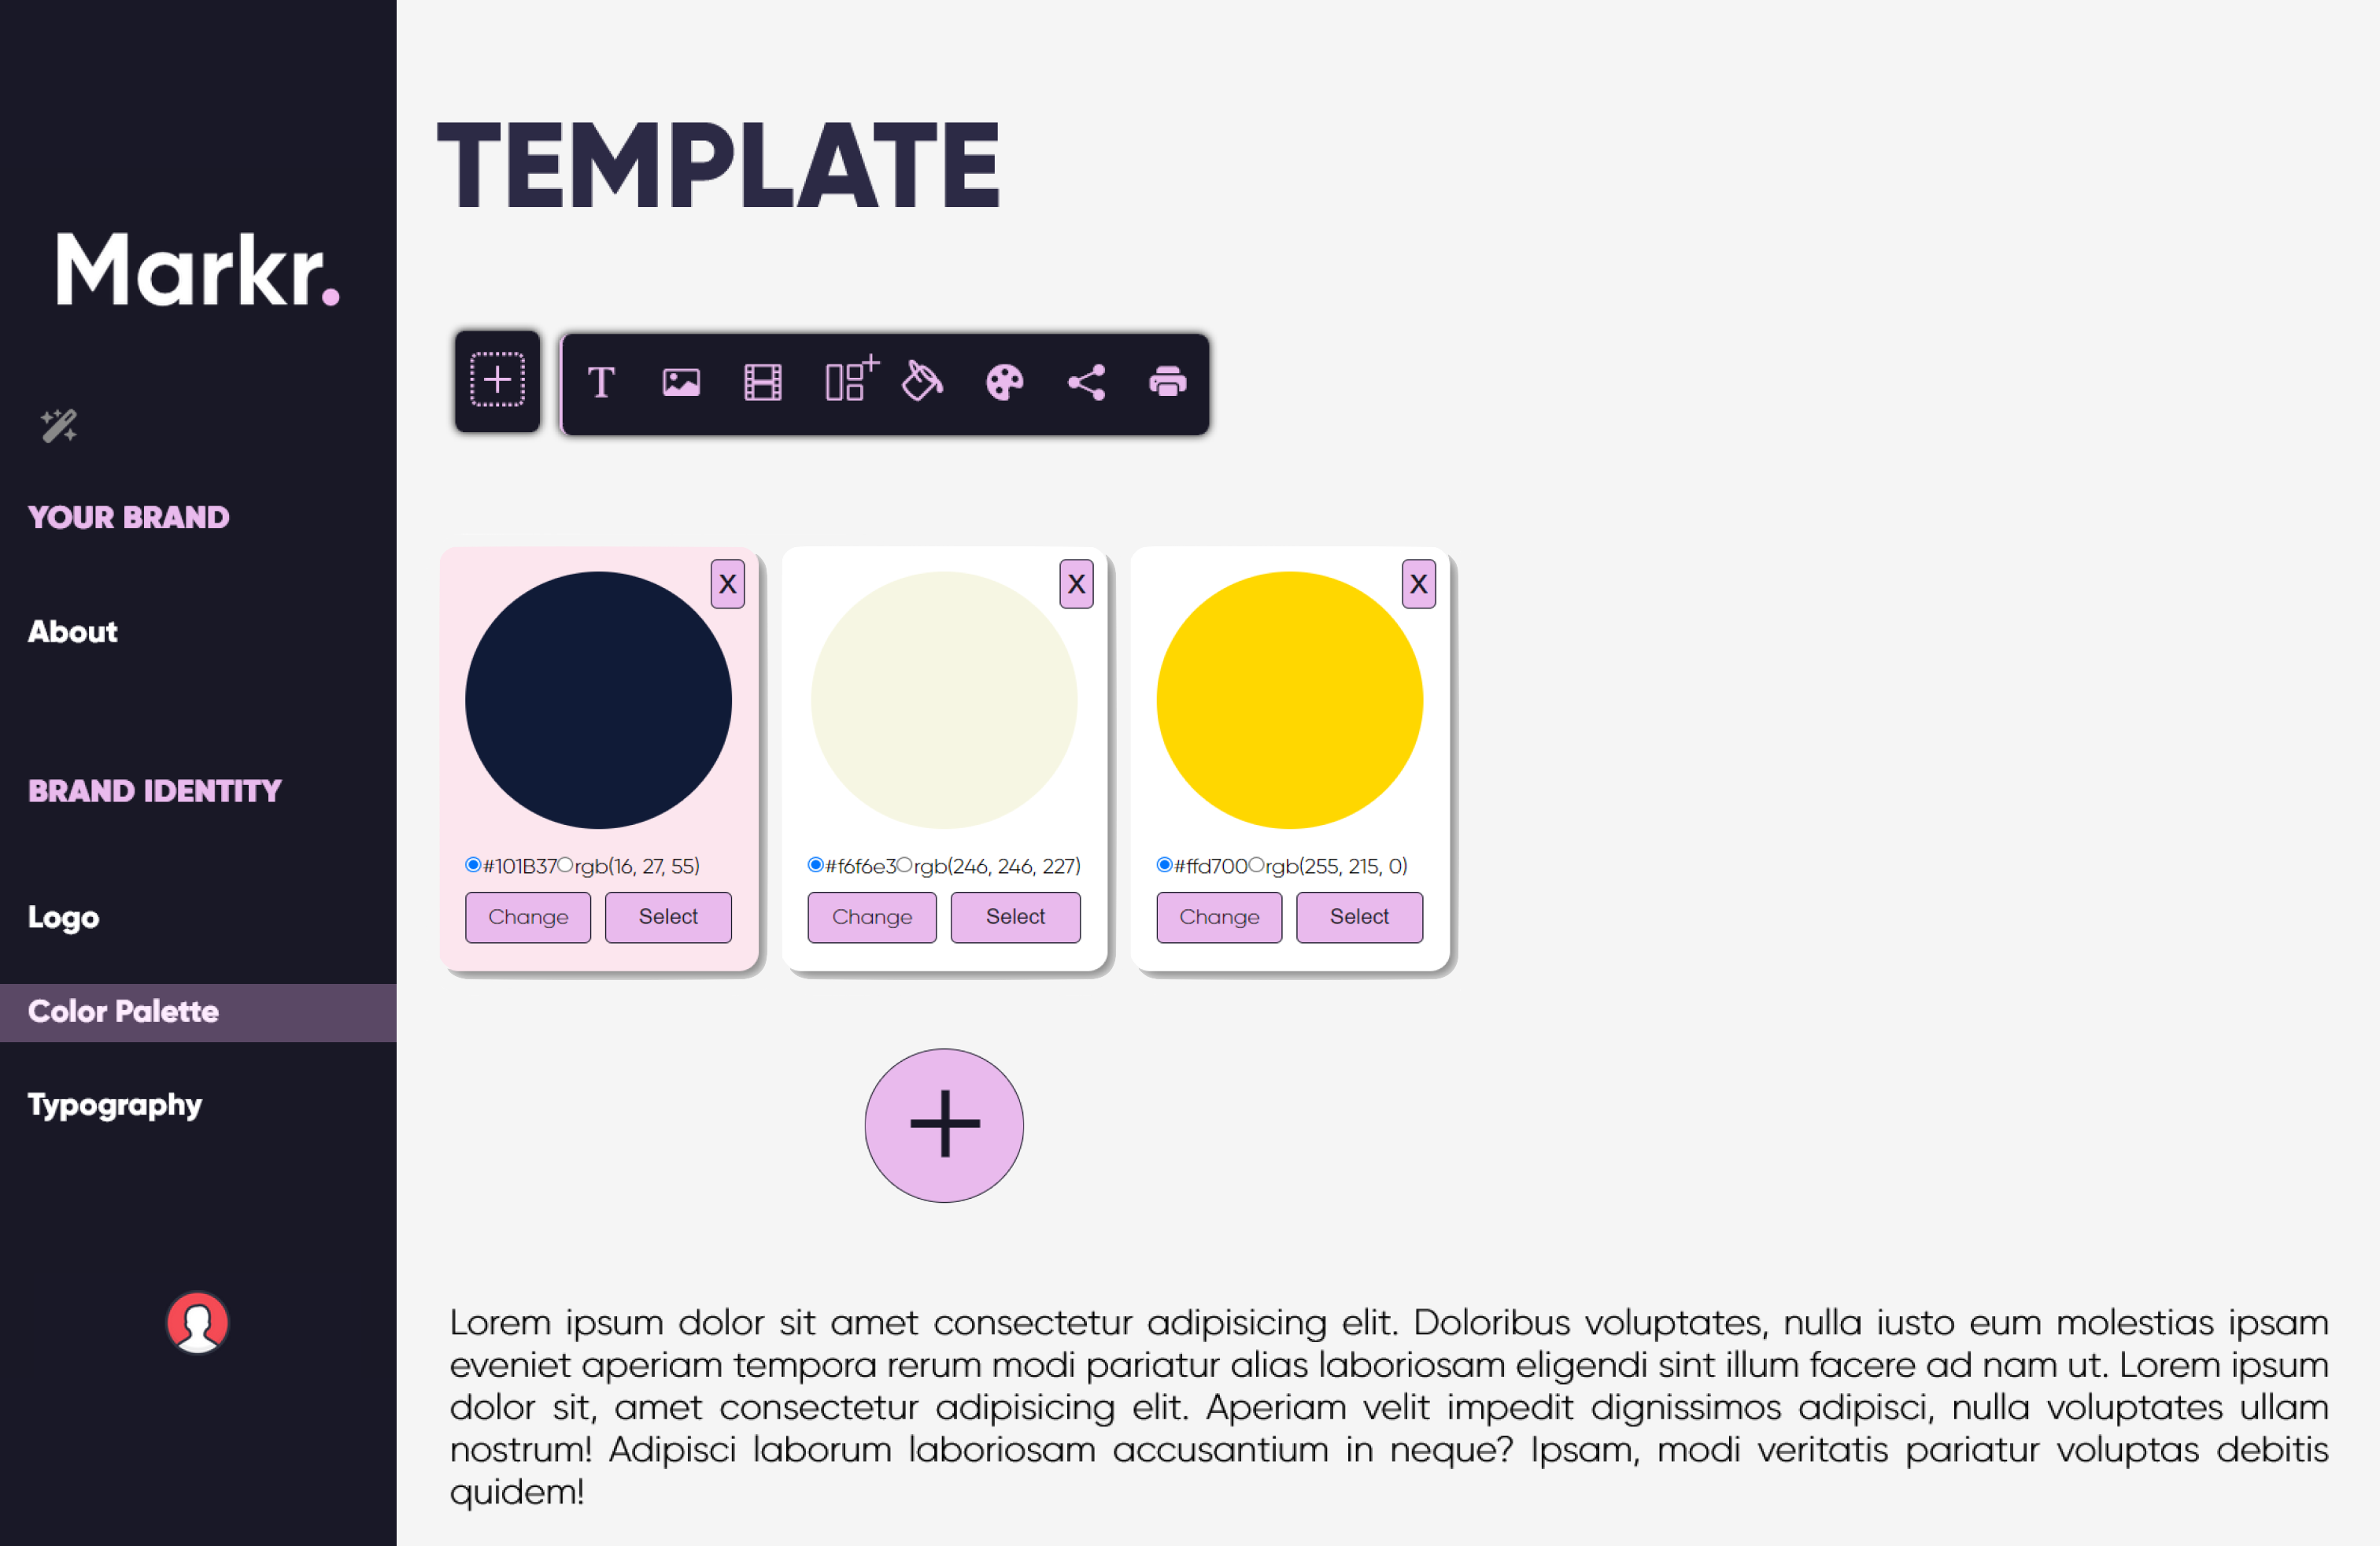 TEMPLATE
Markr.
T
YOUR BRAND
About
BRAND IDENTITY
Logo
Color Palette
Typography
X
X
X
#101B37 rgb(16, 27, 55)
#f6f6e3 rgb(246, 246, 227)
#ffd700 rgb(255, 215, 0)
Change Select
Change Select
Change Select
Lorem ipsum dolor sit amet consectetur adipisicing elit. Doloribus voluptates, nulla iusto eum molestias ipsam
eveniet aperiam tempora rerum modi pariatur alias laboriosam eligendi sint illum facere ad nam ut. Lorem ipsum
dolor sit, amet consectetur adipisicing elit. Aperiam velit impedit dignissimos adipisci, nulla voluptates ullam
nostrum! Adipisci laborum laboriosam accusantium in neque? Ipsam, modi veritatis pariatur voluptas debitis
quidem!